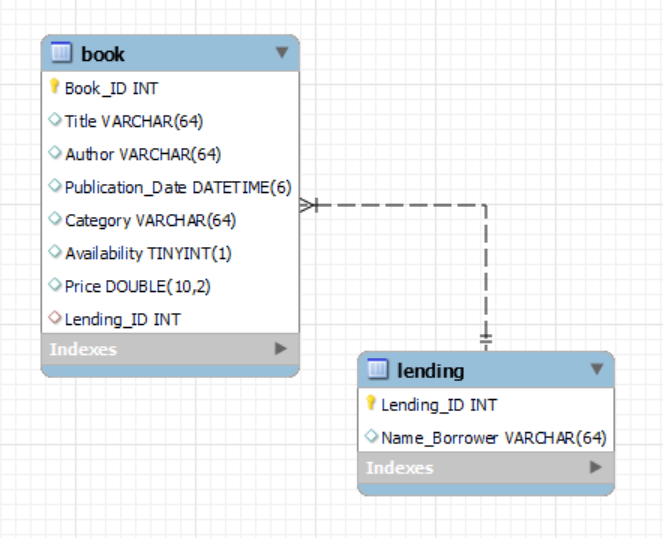 book
Book_ID INT
Title VARCHAR(64)
Author VARCHAR(64)
Publication_Date DATETIME(6)
Category VARCHAR(64)
Availability TINYINT(1)
Price DOUBLE(10,2)
Lending_ID INT
Indexes
lending
Lending_ID INT
Name_Borrower VARCHAR(64)
Indexes